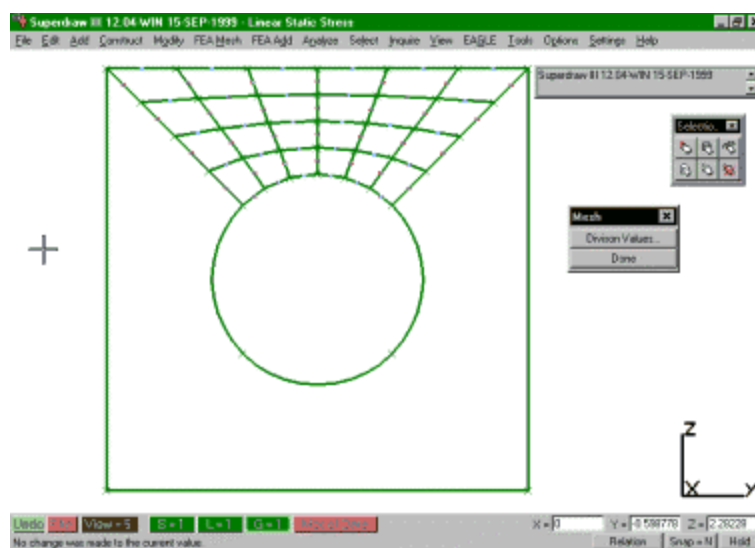 Superdraw III 12.04-WIN 15-SEP-1999 - Linear Static Stress
File Edit Add Construct Modify FEA Mesh FEA Add Analyze Select Inquire View EAGLE Tools Options Settings Help
Superdraw III 12.04-WIN 15-SEP-1999
Selectio...
Mesh
Division Values...
Done
Z
X Y
Undo View = 5 S = 1 L = 1 G = 1 X = 0 Y = -0.598778 Z = 2.28228
No change was made to the current value. Relation Snap = N Hold